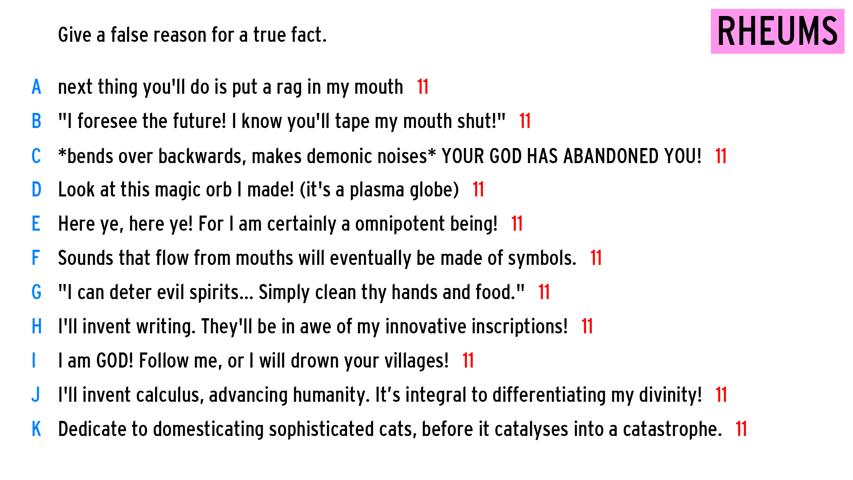 Give a false reason for a true fact.
RHEUMS
A next thing you'll do is put a rag in my mouth 11
B "I foresee the future! I know you'll tape my mouth shut!" 11
C *bends over backwards, makes demonic noises* YOUR GOD HAS ABANDONED YOU! 11
D Look at this magic orb I made! (it's a plasma globe) 11
E Here ye, here ye! For I am certainly a omnipotent being! 11
F Sounds that flow from mouths will eventually be made of symbols. 11
G "I can deter evil spirits... Simply clean thy hands and food." 11
H I'll invent writing. They'll be in awe of my innovative inscriptions! 11
I I am GOD! Follow me, or I will drown your villages! 11
J I'll invent calculus, advancing humanity. It’s integral to differentiating my divinity! 11
K Dedicate to domesticating sophisticated cats, before it catalyses into a catastrophe. 11